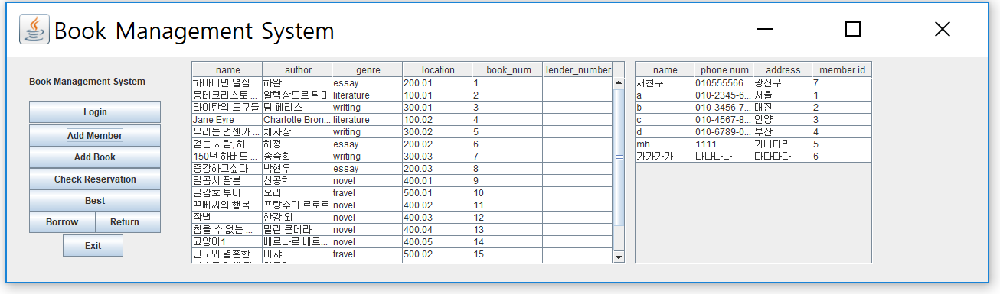 Book Management System
Book Management System
Login
Add Member
Add Book
Check Reservation
Best
Borrow Return
Exit
name author genre location book_num lender_number
하마터면 열심... 하완 essay 200.01 1
몽테크리스토 ... 알렉상드르 뒤마 literature 100.01 2
타이탄의 도구들 팀 페리스 writing 300.01 3
Jane Eyre Charlotte Bron... literature 100.02 4
우리는 언젠가 ... 채사장 writing 300.02 5
걷는 사람, 하... 하정 essay 200.02 6
150년 하버드 ... 송숙희 writing 300.03 7
종강하고싶다 박현우 essay 200.03 8
일곱시 팔분 신공학 novel 400.01 9
일감호 투어 오리 travel 500.01 10
꾸뻬씨의 행복... 프랑수아 르로르 novel 400.02 11
작별 한강 외 novel 400.03 12
참을 수 없는 ... 밀란 쿤데라 novel 400.04 13
고양이1 베르나르 베르... novel 400.05 14
인도와 결혼한 ... 아샤 travel 500.02 15
name phone num address member id
새친구 010555566... 광진구 7
a 010-2345-6... 서울 1
b 010-3456-7... 대전 2
c 010-4567-8... 안양 3
d 010-6789-0... 부산 4
mh 1111 가나다라 5
가가가가 나나나나 다다다다 6